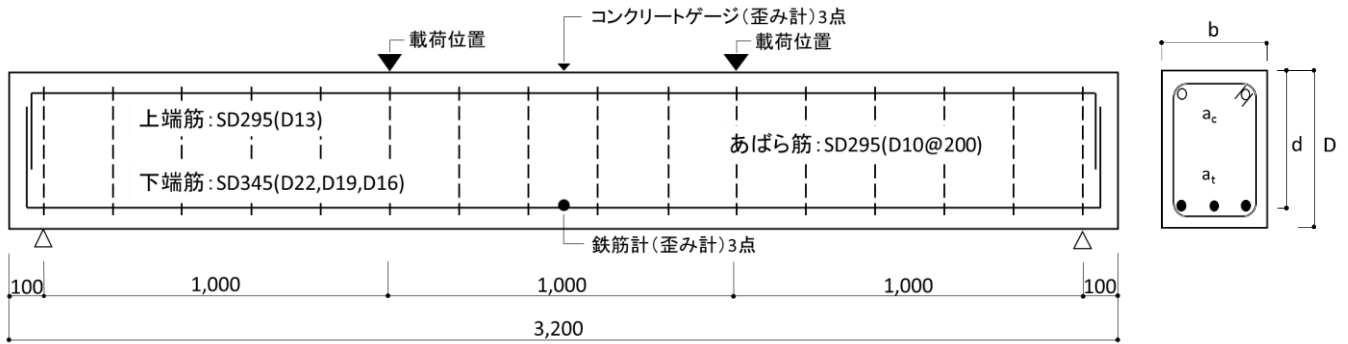 コンクリートゲージ(歪み計)3点
載荷位置
載荷位置
b
上端筋:SD295(D13)
あばら筋:SD295(D10@200)
下端筋:SD345(D22,D19,D16)
ac
at
d
D
鉄筋計(歪み計)3点
100
1,000
1,000
1,000
100
3,200